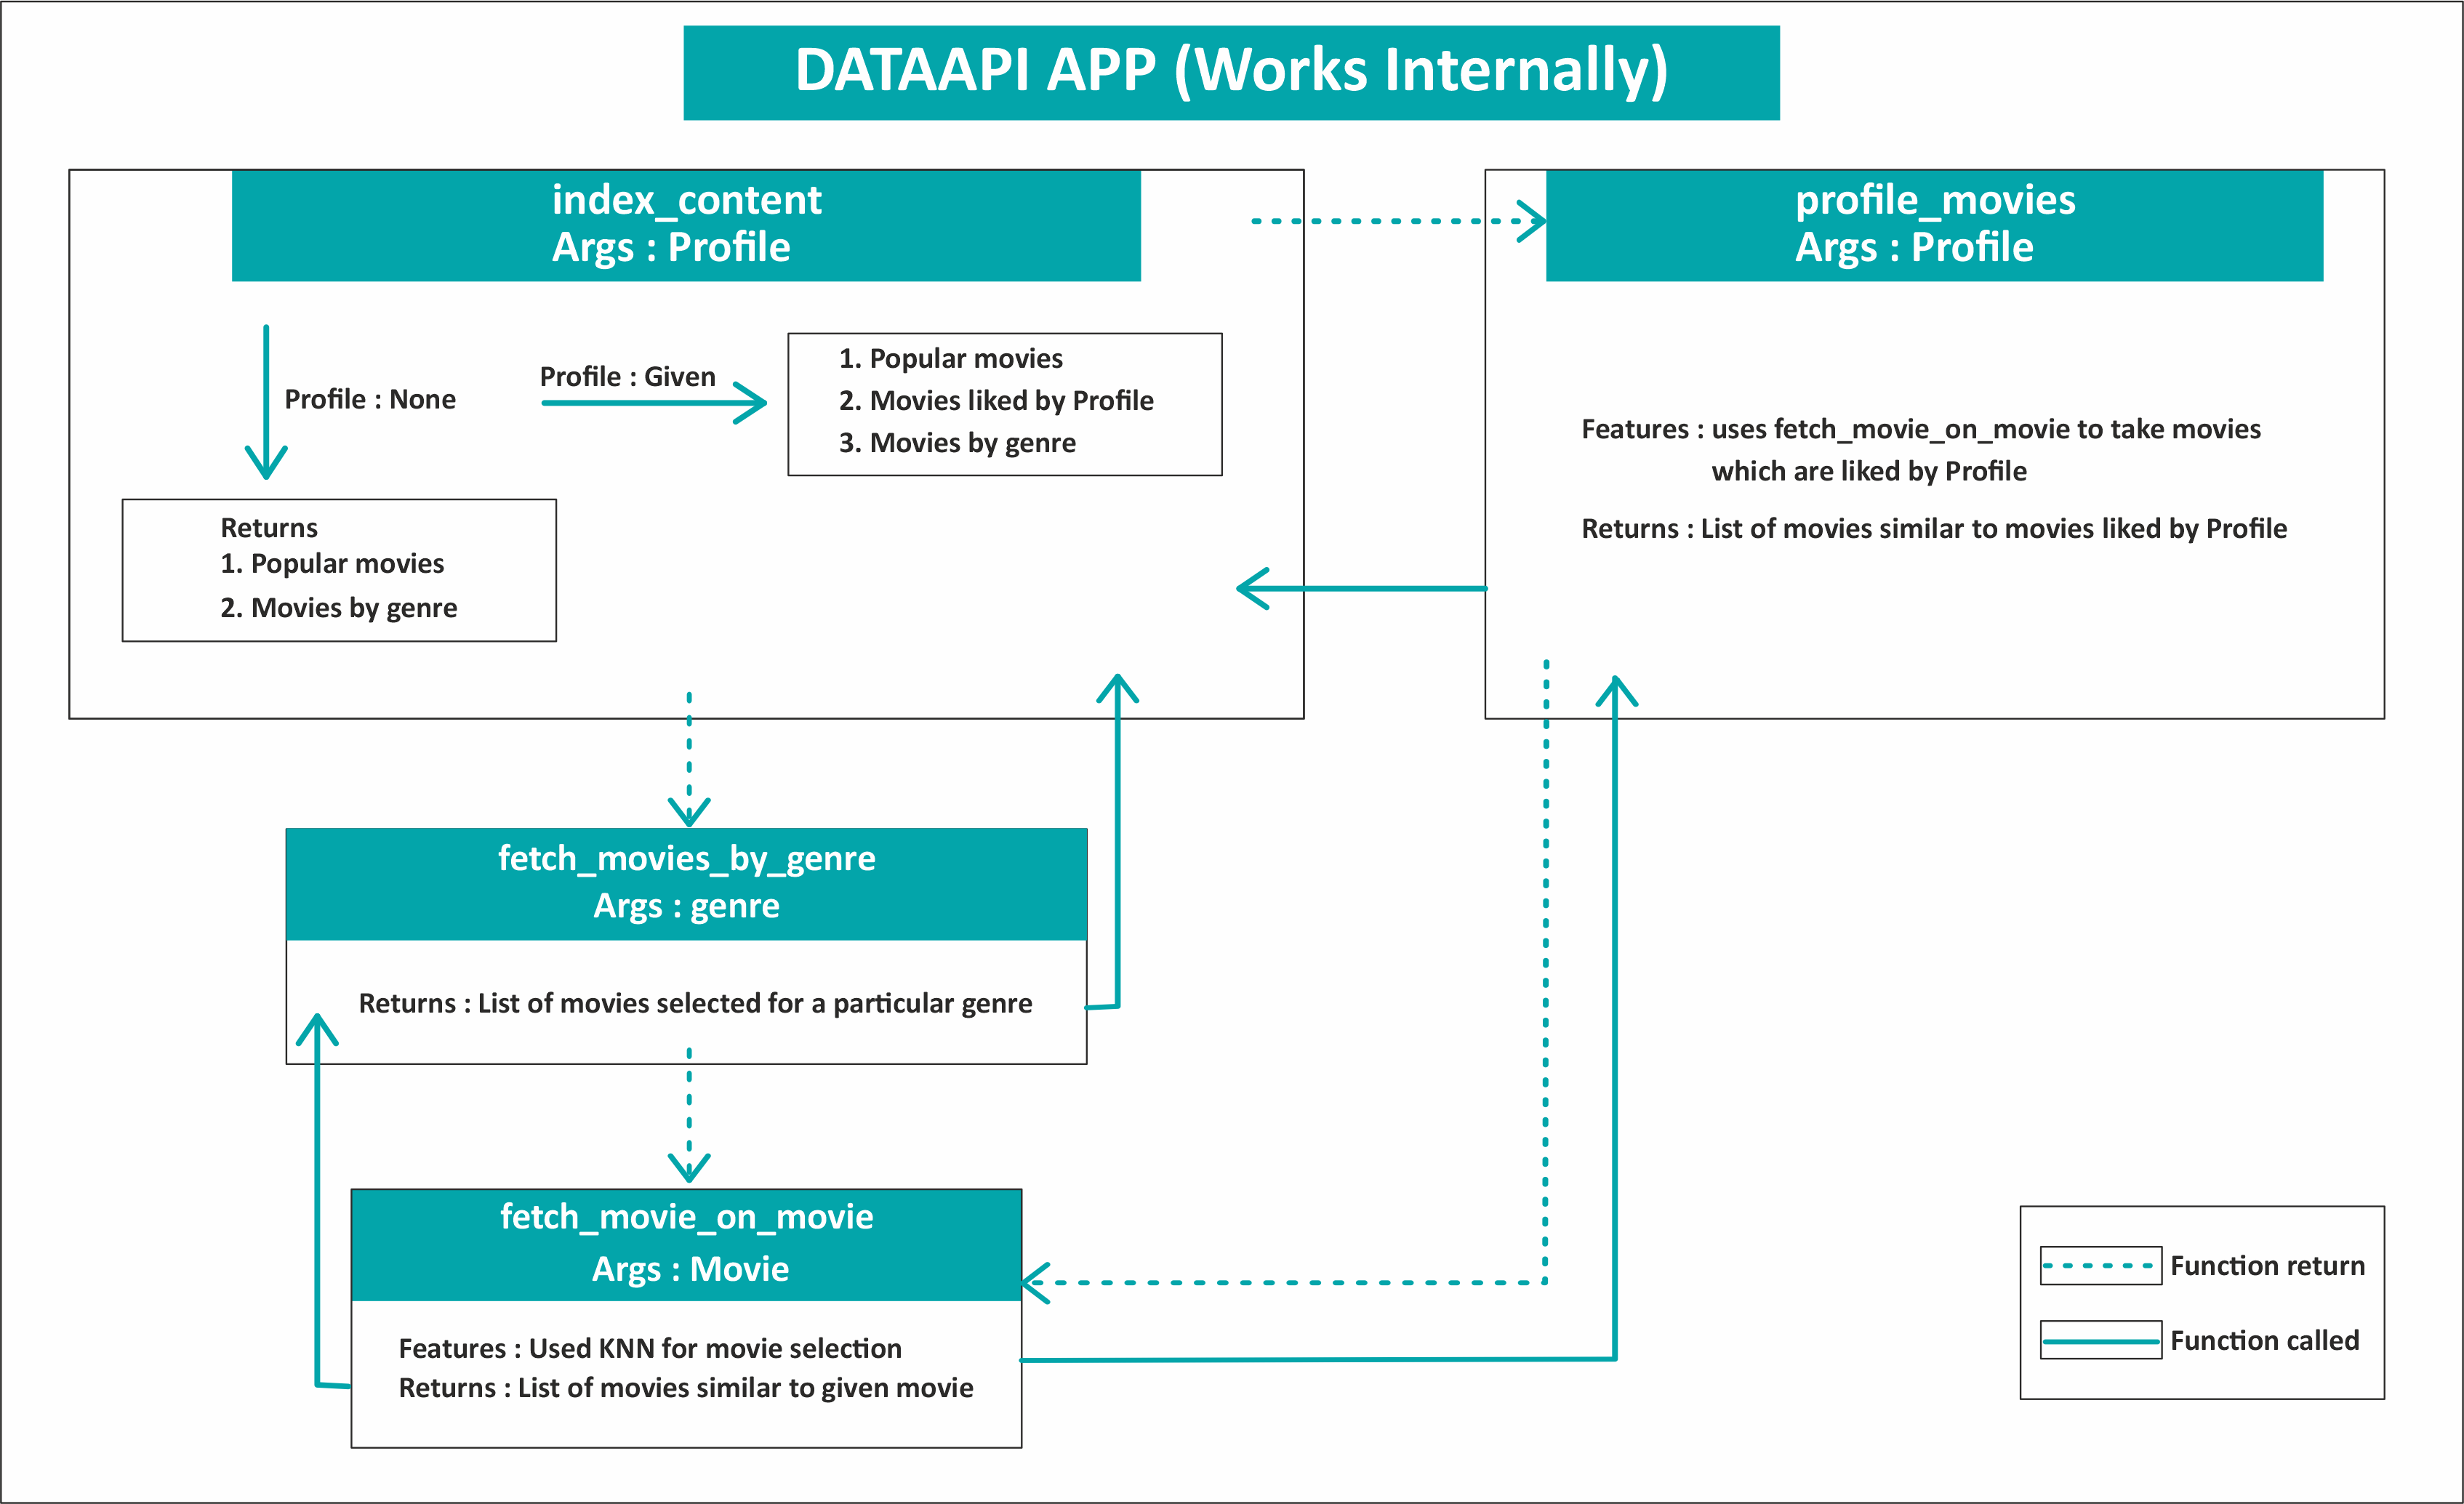 DATAAPI APP (Works Internally)
index_content
Args : Profile
Profile : None
Profile : Given
1. Popular movies
2. Movies liked by Profile
3. Movies by genre
Returns
1. Popular movies
2. Movies by genre
profile_movies
Args : Profile
Features : uses fetch_movie_on_movie to take movies
which are liked by Profile
Returns : List of movies similar to movies liked by Profile
fetch_movies_by_genre
Args : genre
Returns : List of movies selected for a particular genre
fetch_movie_on_movie
Args : Movie
Features : Used KNN for movie selection
Returns : List of movies similar to given movie
Function return
Function called